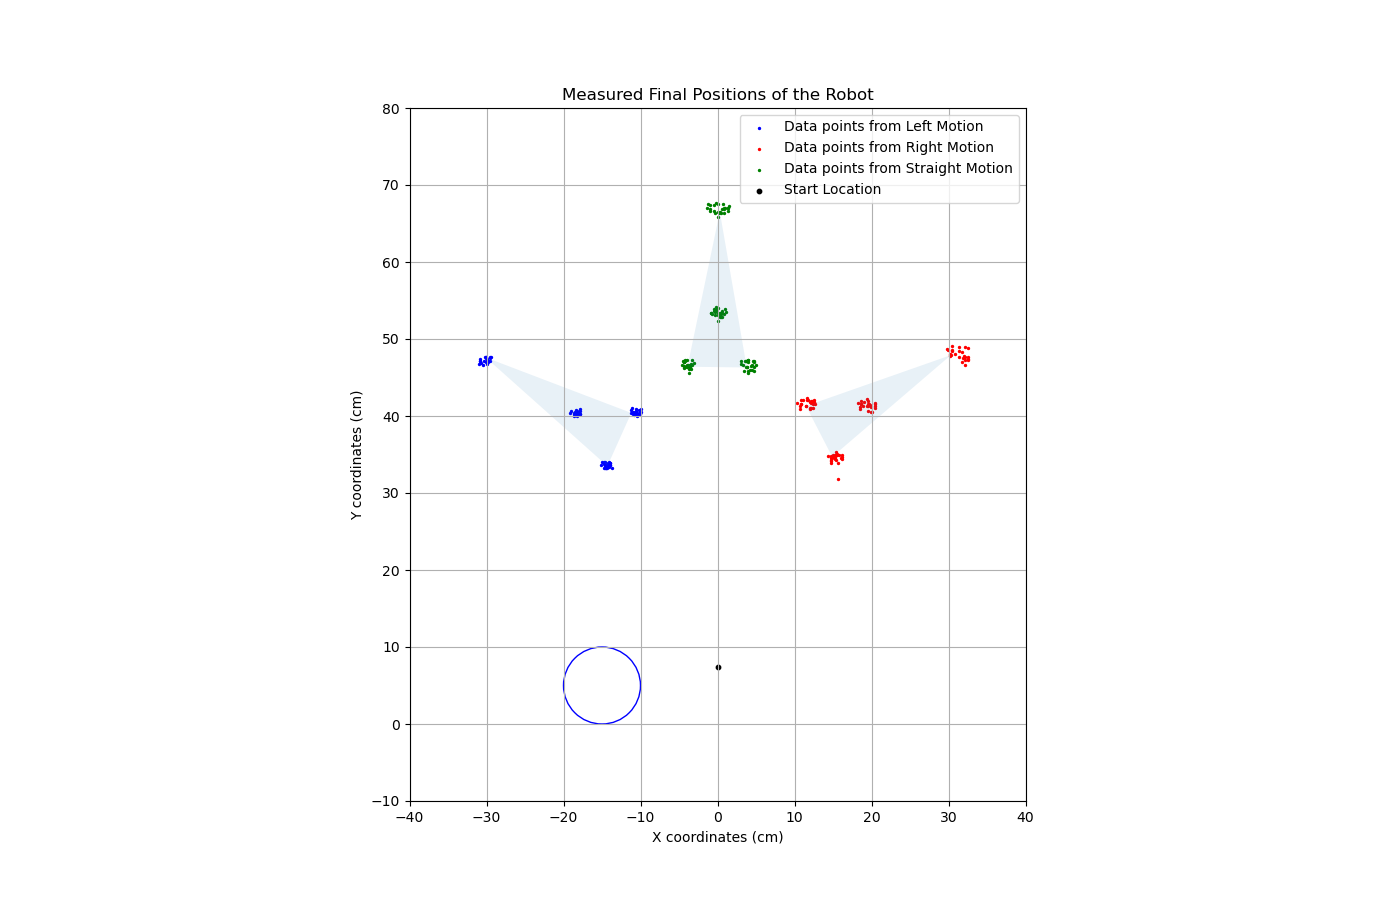 Measured Final Positions of the Robot
Data points from Left Motion
Data points from Right Motion
Data points from Straight Motion
Start Location
80
70
60
50
40
30
20
10
0
−10
Y coordinates (cm)
−40 −30 −20 −10 0 10 20 30 40
X coordinates (cm)